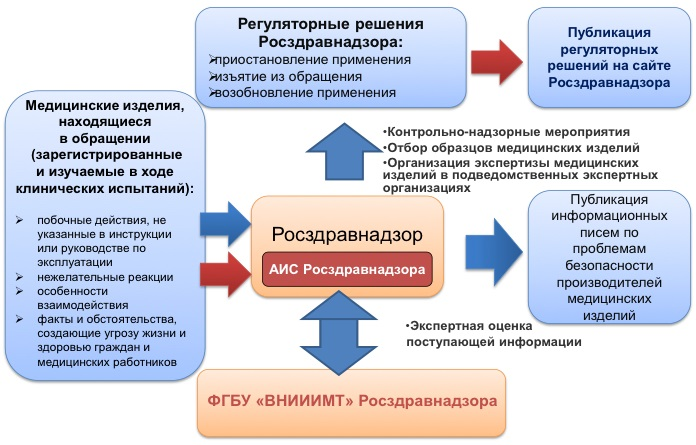 Регуляторные решения
Росздравнадзора:
приостановление применения
изъятие из обращения
возобновление применения
Публикация
регуляторных
решений на сайте
Росздравнадзора
Медицинские изделия,
находящиеся
в обращении
(зарегистрированные
и изучаемые в ходе
клинических испытаний):
побочные действия, не
указанные в инструкции
или руководстве по
эксплуатации
нежелательные реакции
особенности
взаимодействия
факты и обстоятельства,
создающие угрозу жизни и
здоровью граждан и
медицинских работников
•Контрольно-надзорные мероприятия
•Отбор образцов медицинских изделий
•Организация экспертизы медицинских
изделий в подведомственных экспертных
организациях
Росздравнадзор
АИС Росздравнадзора
Публикация
информационных
писем по
проблемам
безопасности
производителей
медицинских
изделий
•Экспертная оценка
поступающей информации
ФГБУ «ВНИИИМТ» Росздравнадзора